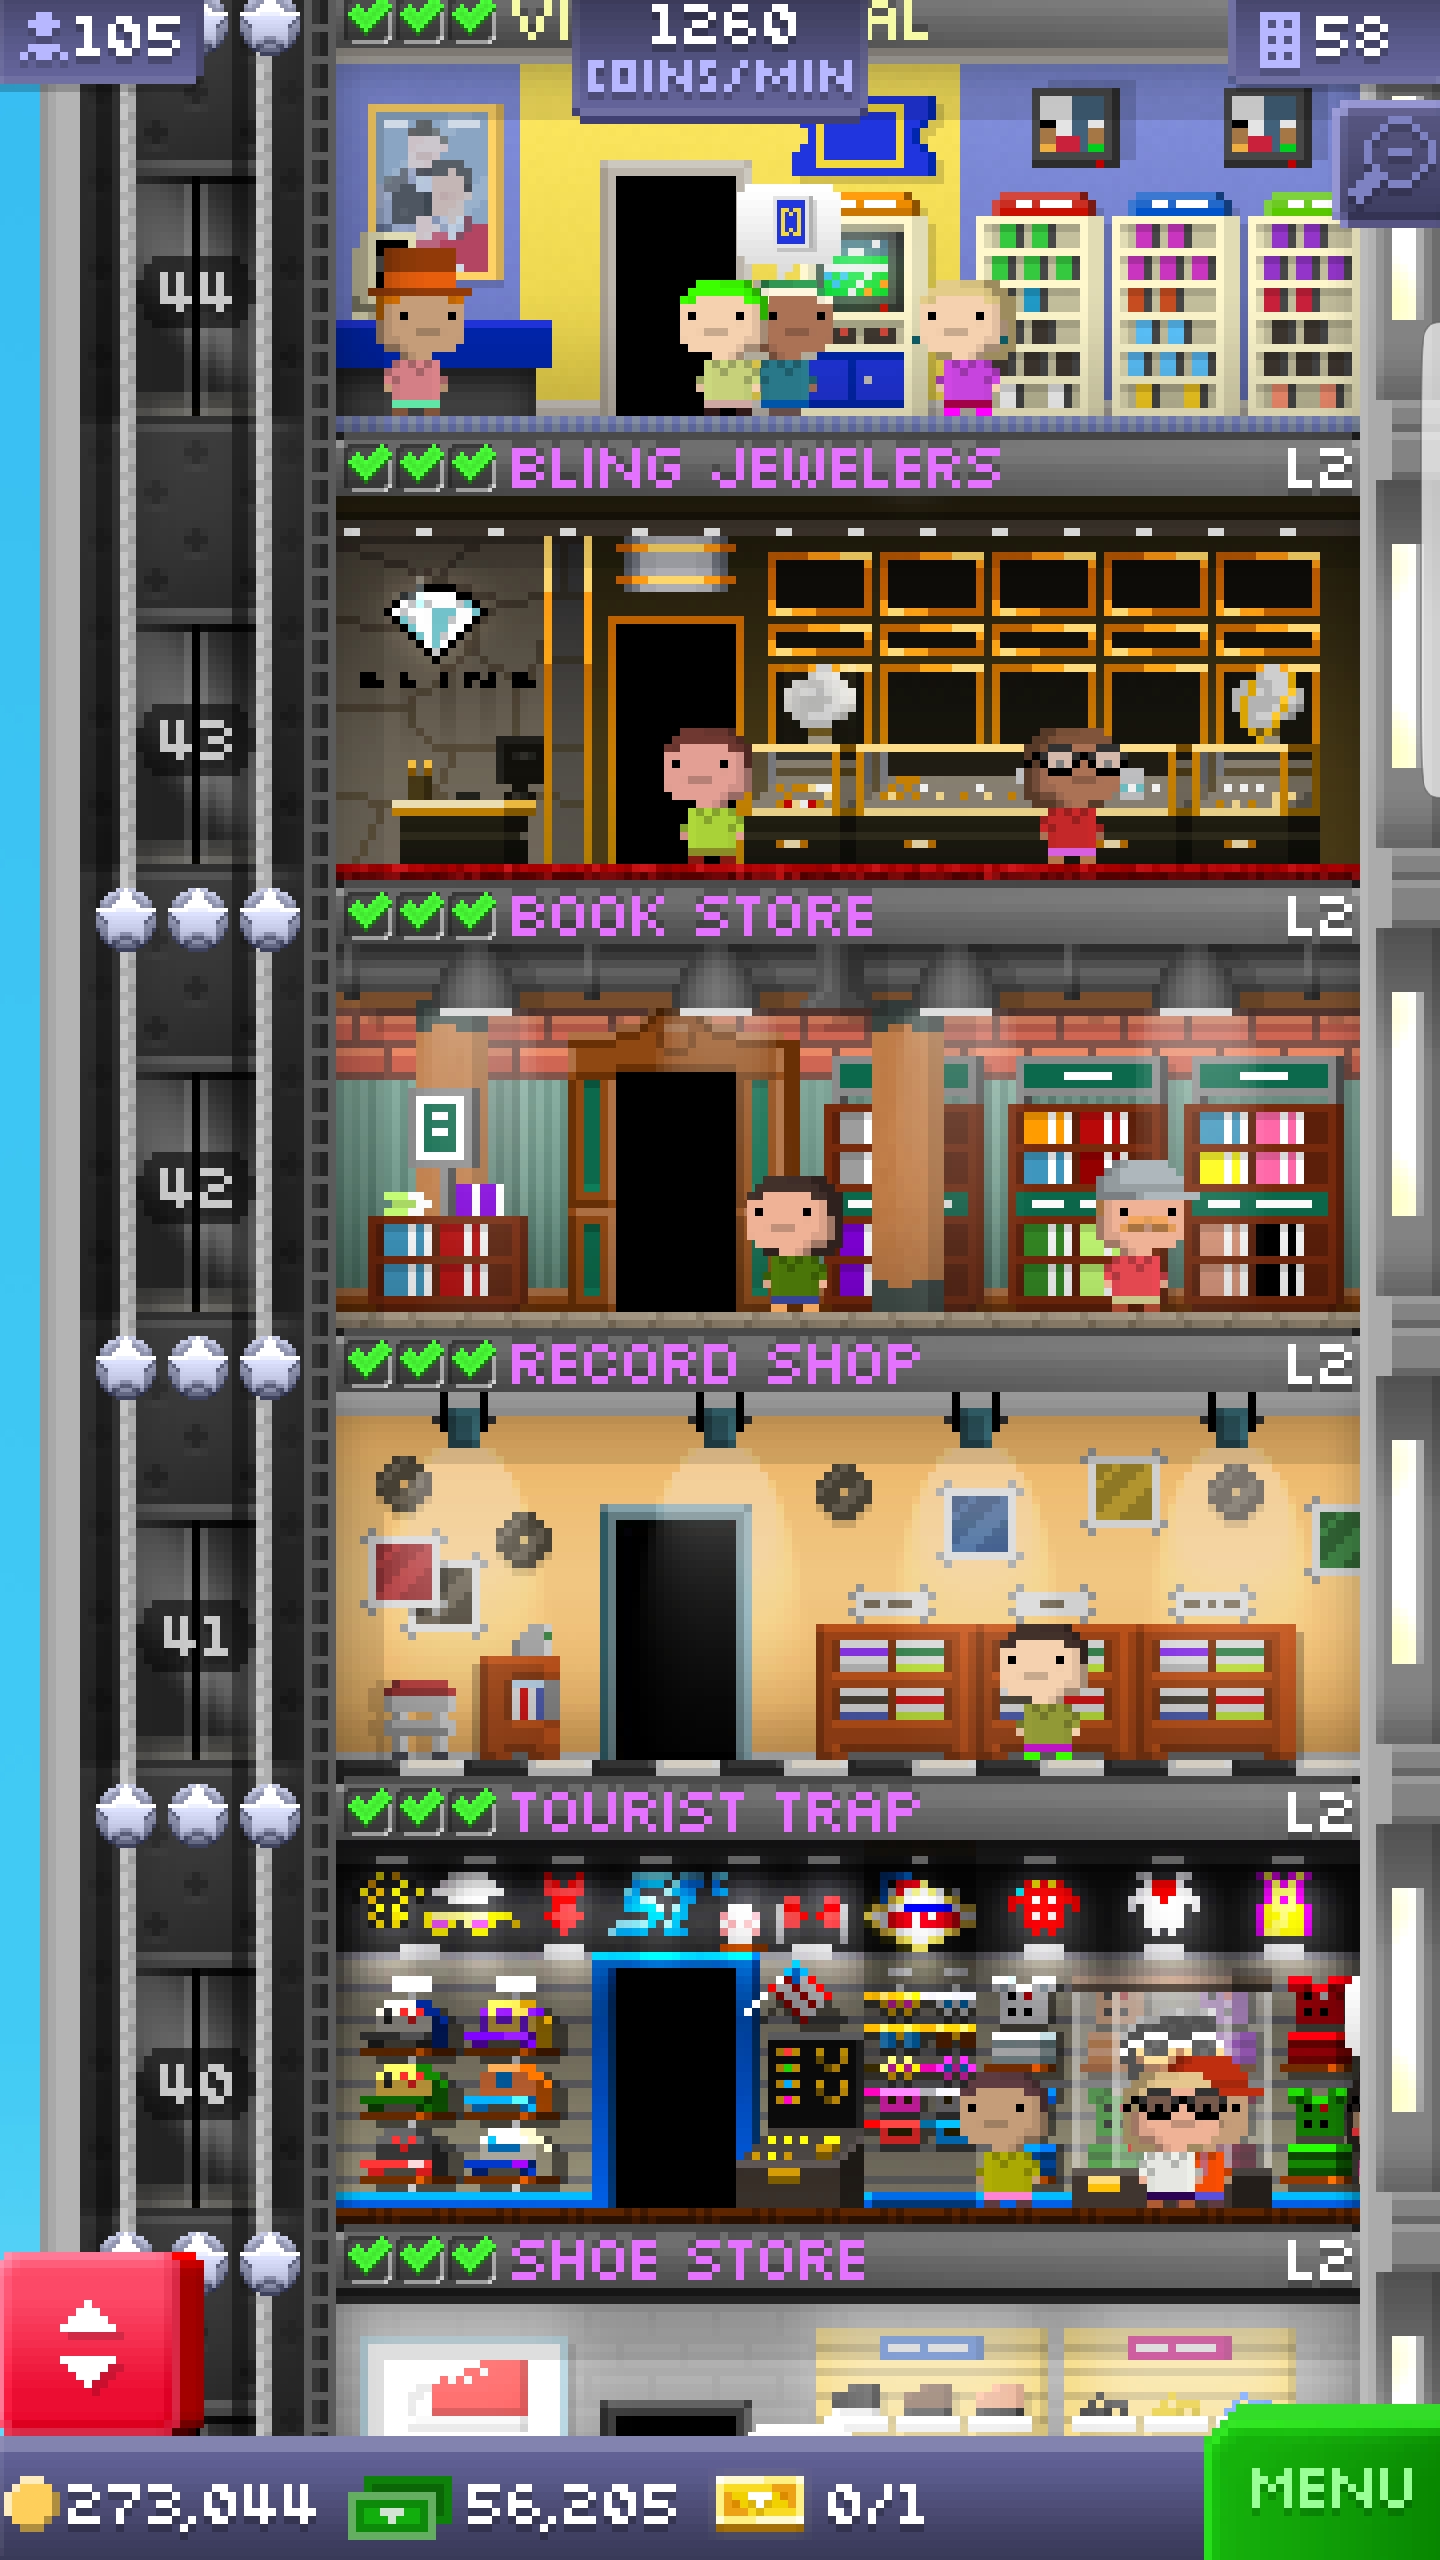 105
1260
COINS/MIN
58
44
BLING JEWELERS L2
BLING
43
BOOK STORE L2
42
RECORD SHOP L2
41
TOURIST TRAP L2
40
SHOE STORE L2
273,044
56,205
0/1
MENU